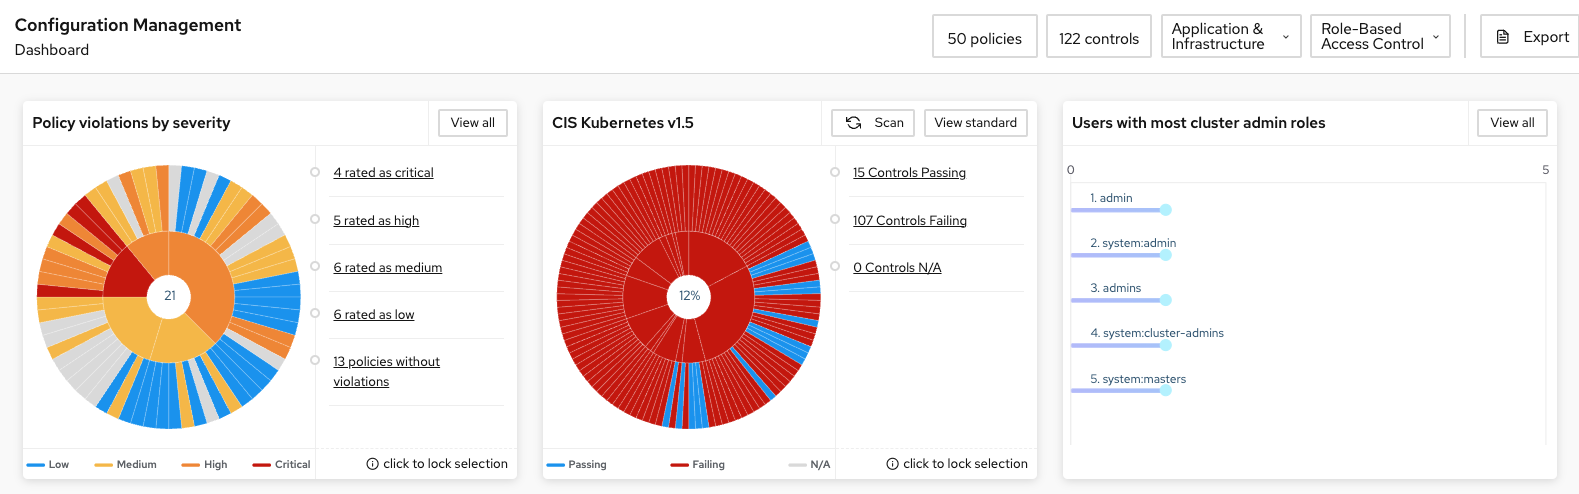 Configuration Management
Dashboard
50 policies
122 controls
Application &
Infrastructure
Role-Based
Access Control
Export
Policy violations by severity
View all
4 rated as critical
5 rated as high
6 rated as medium
6 rated as low
13 policies without
violations
21
Low
Medium
High
Critical
click to lock selection
CIS Kubernetes v1.5
Scan
View standard
15 Controls Passing
107 Controls Failing
0 Controls N/A
12%
Passing
Failing
N/A
click to lock selection
Users with most cluster admin roles
View all
0
5
1. admin
2. system:admin
3. admins
4. system:cluster-admins
5. system:masters